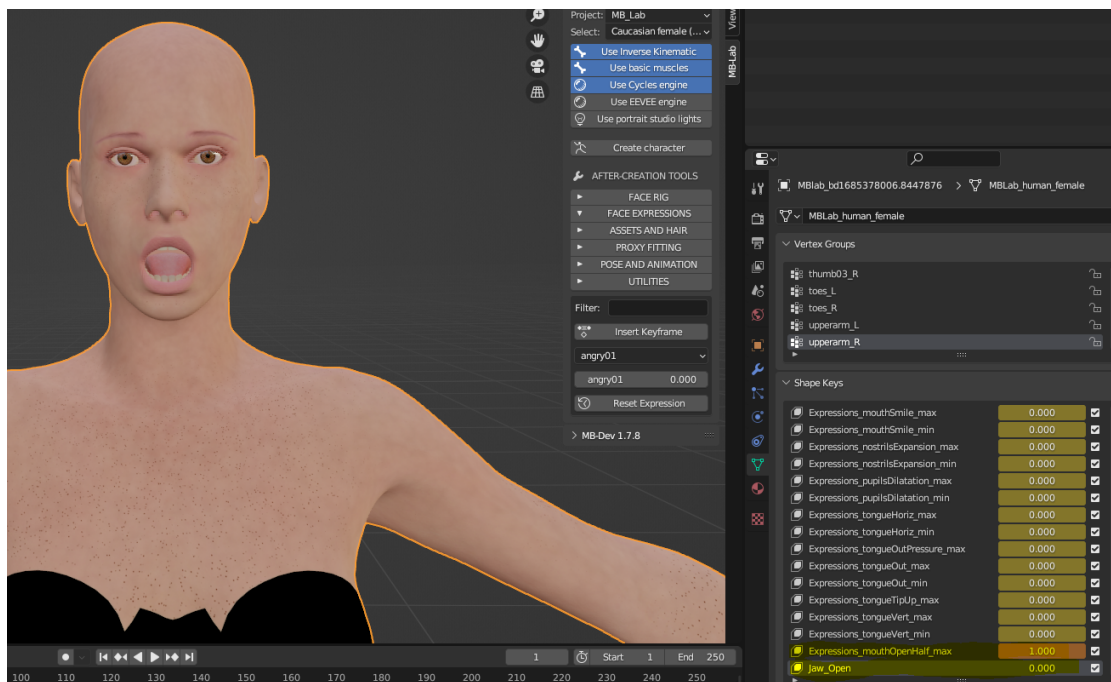 Project: MB_Lab
Select: Caucasian female (...
Use Inverse Kinematic
Use basic muscles
Use Cycles engine
Use EEVEE engine
Use portrait studio lights
Create character
AFTER-CREATION TOOLS
FACE RIG
FACE EXPRESSIONS
ASSETS AND HAIR
PROXY FITTING
POSE AND ANIMATION
UTILITIES
Filter:
Insert Keyframe
angry01
angry01 0.000
Reset Expression
MB-Dev 1.7.8
View
MB-Lab
MBlab_bd1685378006.8447876 > MBLab_human_female
MBLab_human_female
Vertex Groups
thumb03_R
toes_L
toes_R
upperarm_L
upperarm_R
Shape Keys
Expressions_mouthSmile_max 0.000
Expressions_mouthSmile_min 0.000
Expressions_nostrilsExpansion_max 0.000
Expressions_nostrilsExpansion_min 0.000
Expressions_pupilsDilatation_max 0.000
Expressions_pupilsDilatation_min 0.000
Expressions_tongueHoriz_max 0.000
Expressions_tongueHoriz_min 0.000
Expressions_tongueOutPressure_max 0.000
Expressions_tongueOut_max 0.000
Expressions_tongueOut_min 0.000
Expressions_tongueTipUp_max 0.000
Expressions_tongueVert_max 0.000
Expressions_tongueVert_min 0.000
Expressions_mouthOpenHalf_max 1.000
Jaw_Open 0.000
1 Start 1 End 250
100 110 120 130 140 150 160 170 180 190 200 210 220 230 240 250